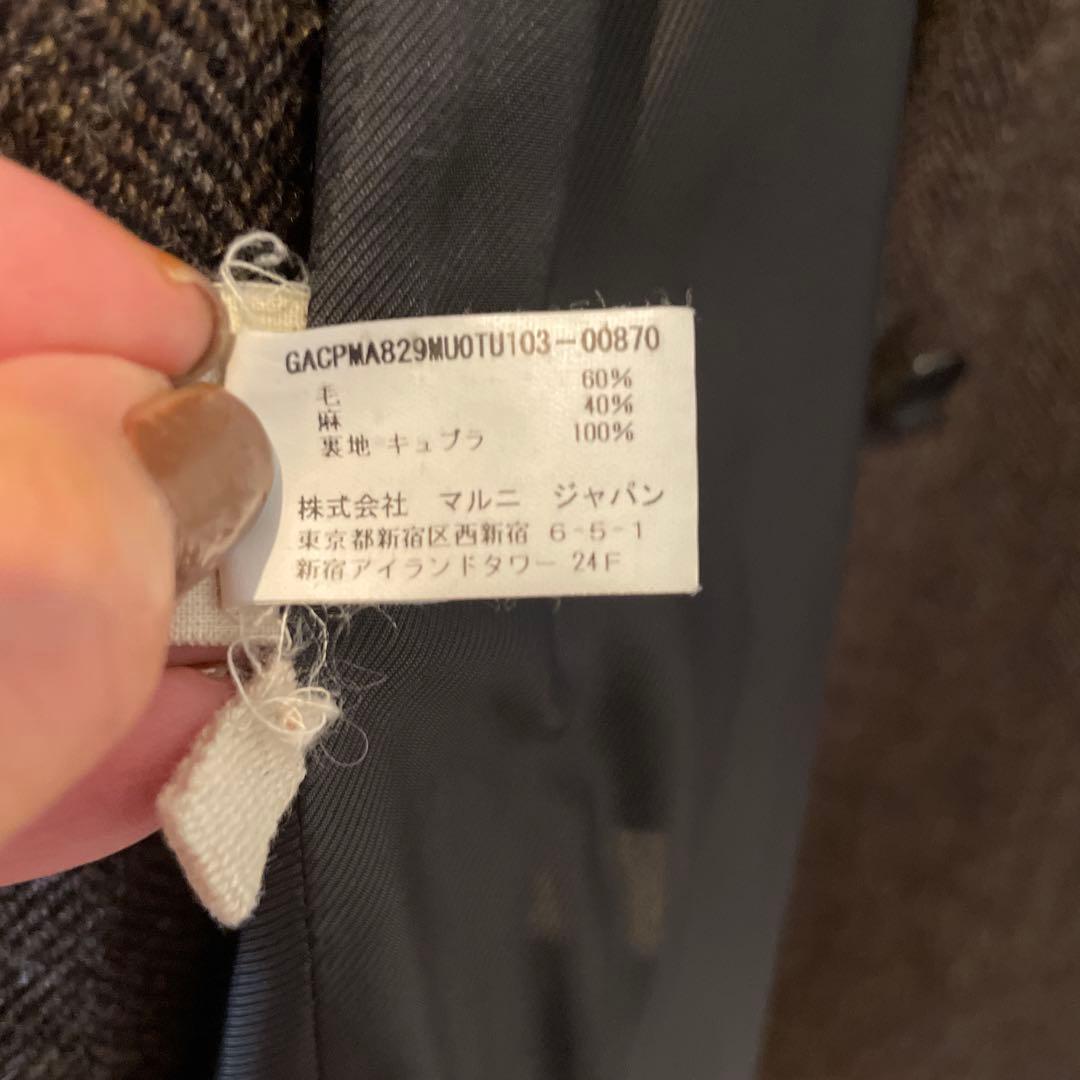 GACPMA829MU0TU103-00870
毛 60%
麻 40%
裏地 キュプラ 100%
株式会社 マルニ ジャパン
東京都新宿区西新宿 6-5-1
新宿アイランドタワー 24F